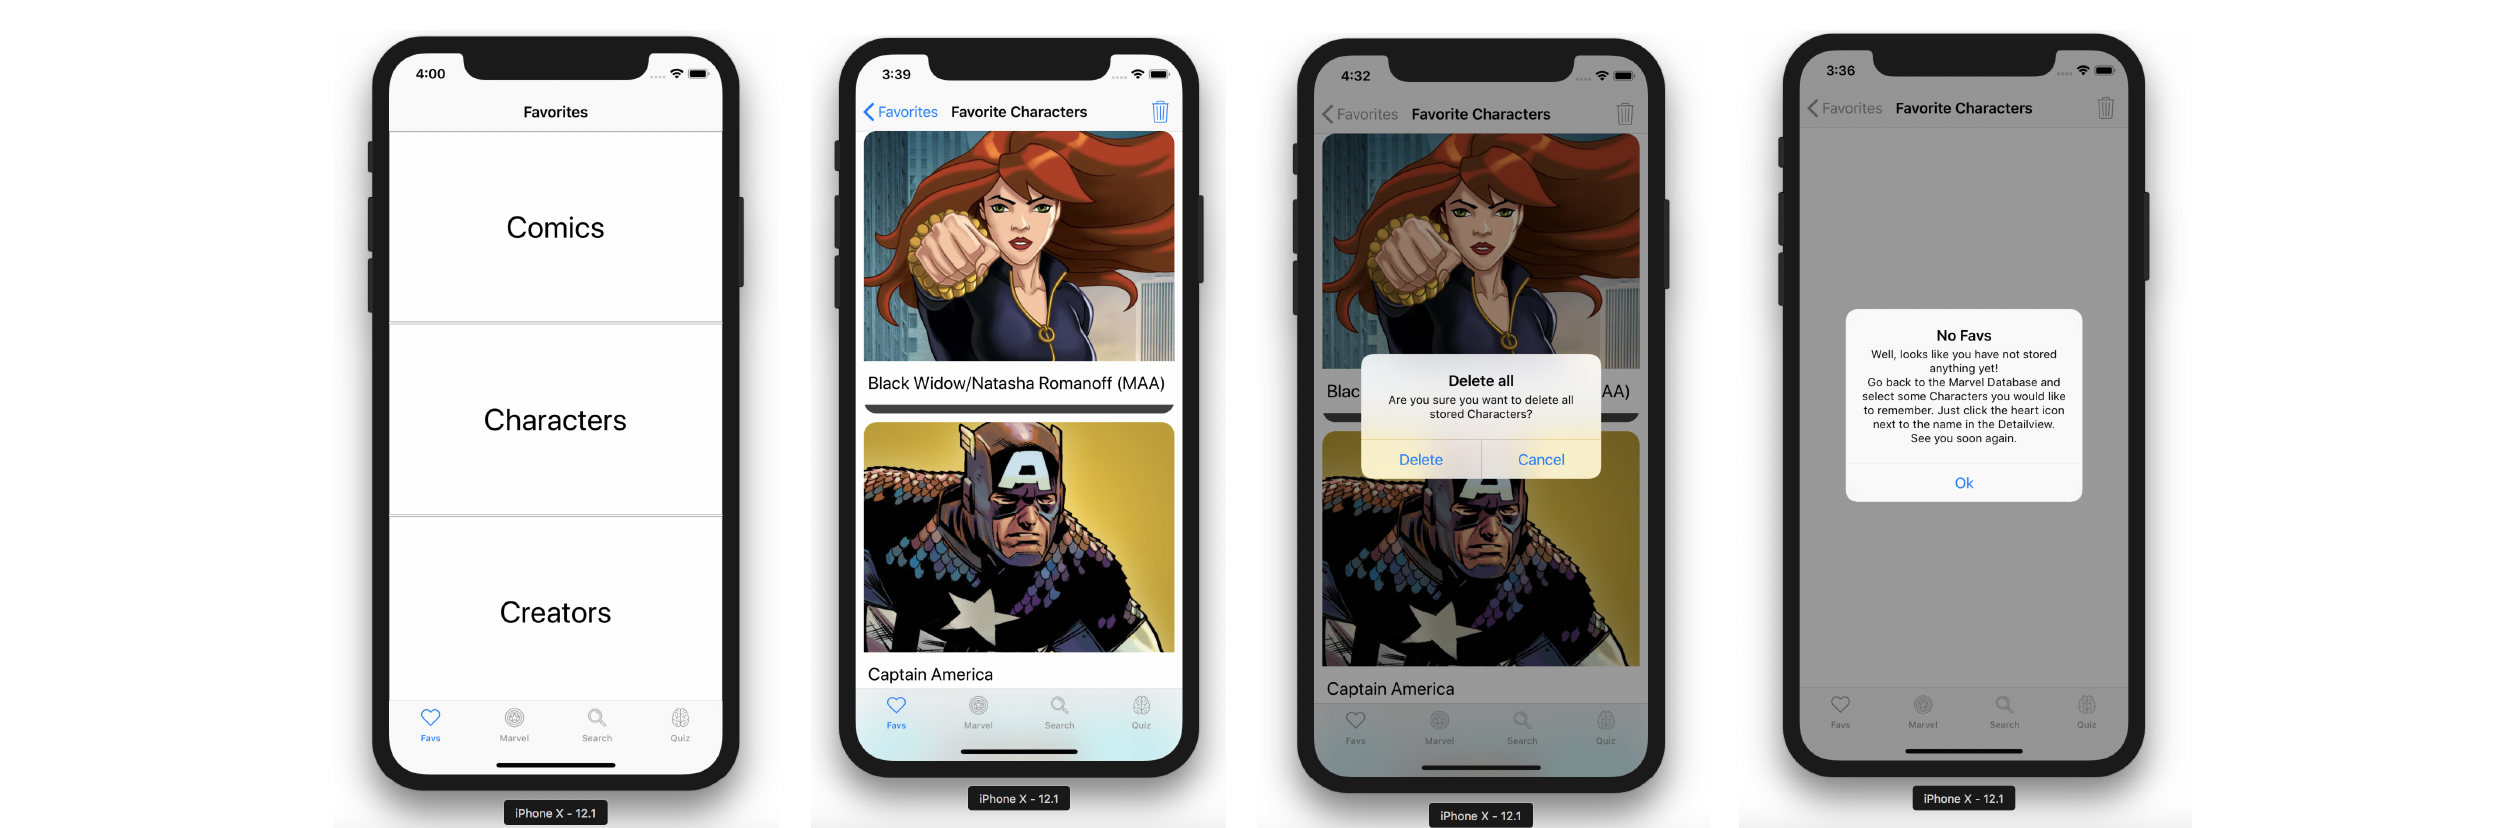 4:00
Favorites
Comics
Characters
Creators
Favs Marvel Search Quiz
iPhone X - 12.1
3:39
Favorites Favorite Characters
Black Widow/Natasha Romanoff (MAA)
A
Captain America
Favs Marvel Search Quiz
iPhone X - 12.1
4:32
Favorites Favorite Characters
Blac AA)
Delete all
Are you sure you want to delete all
stored Characters?
Delete Cancel
Captain America
Favs Marvel Search Quiz
iPhone X - 12.1
3:36
Favorites Favorite Characters
No Favs
Well, looks like you have not stored
anything yet!
Go back to the Marvel Database and
select some Characters you would like
to remember. Just click the heart icon
next to the name in the Detailview.
See you soon again.
Ok
Favs Marvel Search Quiz
iPhone X - 12.1